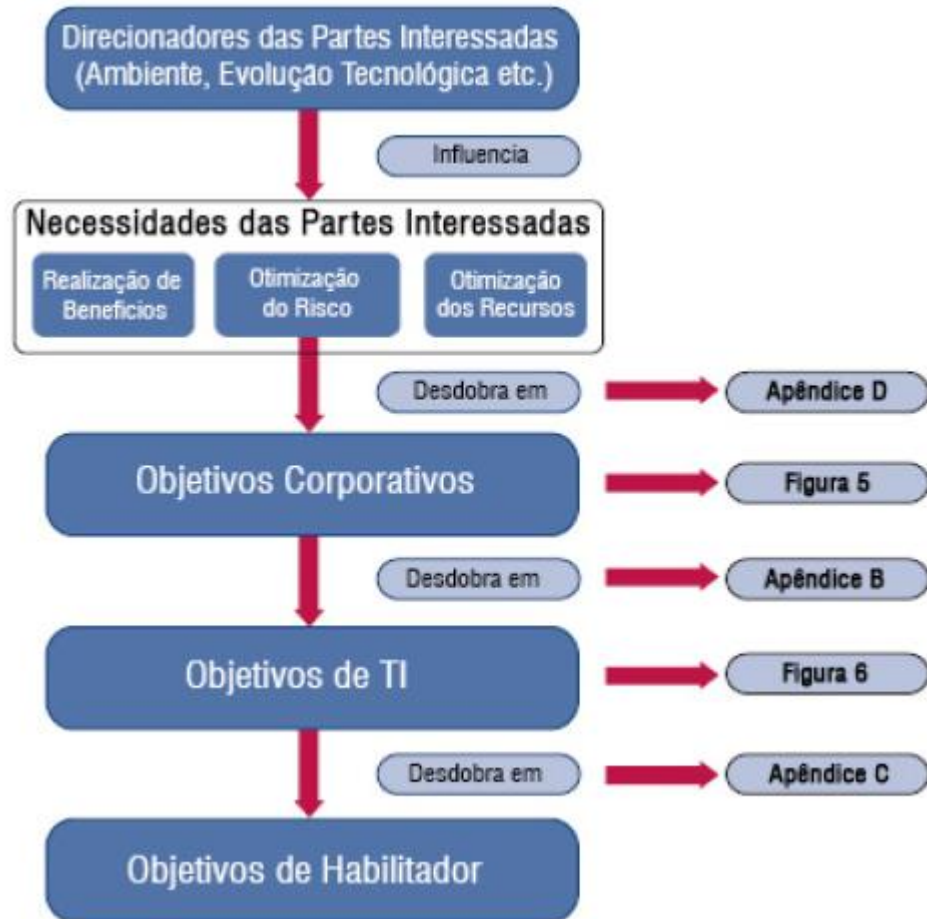 Direcionadores das Partes Interessadas
(Ambiente, Evolução Tecnológica etc.)
Influencia
Necessidades das Partes Interessadas
Realização de
Benefícios
Otimização
do Risco
Otimização
dos Recursos
Desdobra em
Apêndice D
Objetivos Corporativos
Figura 5
Desdobra em
Apêndice B
Objetivos de TI
Figura 6
Desdobra em
Apêndice C
Objetivos de Habilitador